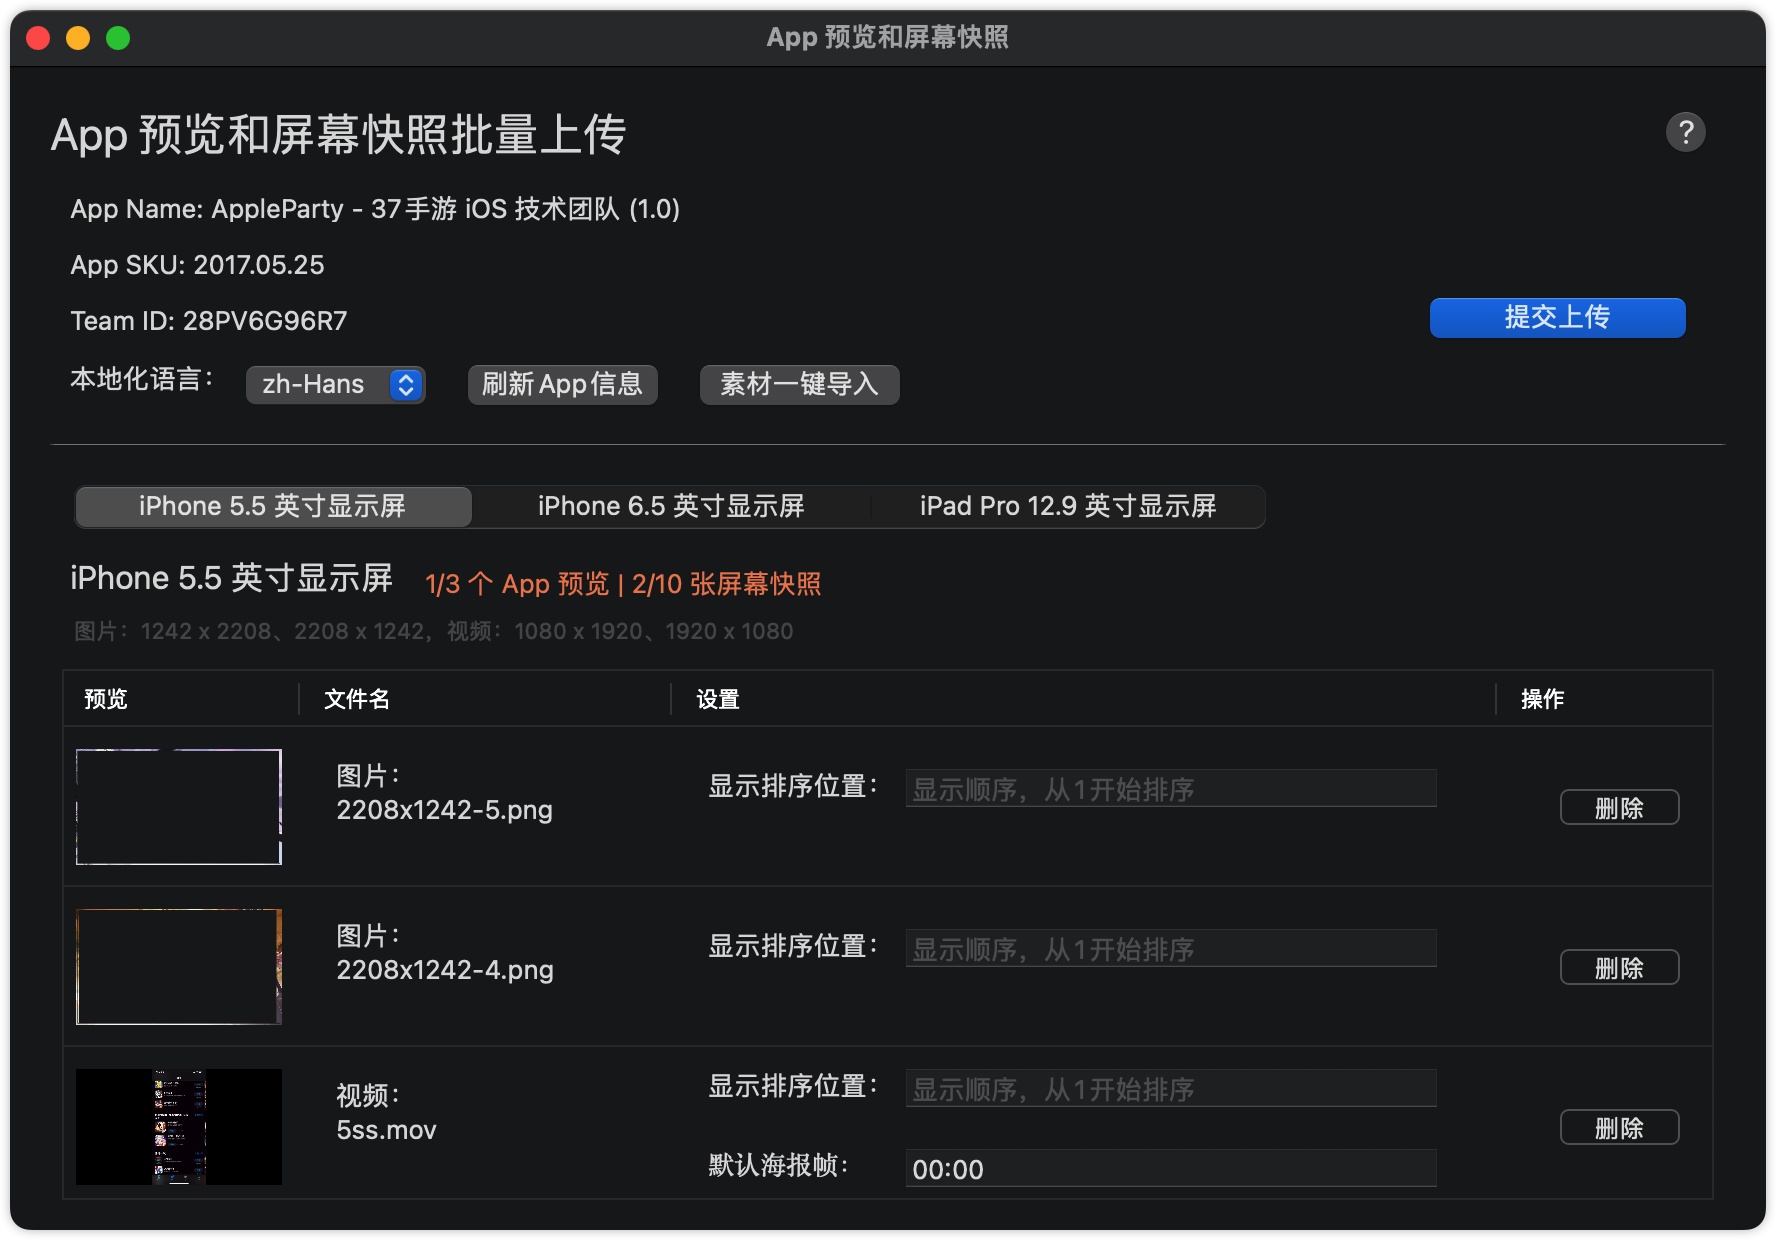 App 预览和屏幕快照
App 预览和屏幕快照批量上传
?
App Name: AppleParty - 37手游 iOS 技术团队 (1.0)
App SKU: 2017.05.25
Team ID: 28PV6G96R7
提交上传
本地化语言： zh-Hans 刷新App信息 素材一键导入
iPhone 5.5 英寸显示屏 iPhone 6.5 英寸显示屏 iPad Pro 12.9 英寸显示屏
iPhone 5.5 英寸显示屏 1/3 个 App 预览 | 2/10 张屏幕快照
图片：1242 x 2208、2208 x 1242，视频：1080 x 1920、1920 x 1080
预览 文件名 设置 操作
图片：
2208x1242-5.png
显示排序位置： 显示顺序，从1开始排序
删除
图片：
2208x1242-4.png
显示排序位置： 显示顺序，从1开始排序
删除
视频：
5ss.mov
显示排序位置： 显示顺序，从1开始排序
默认海报帧： 00:00
删除